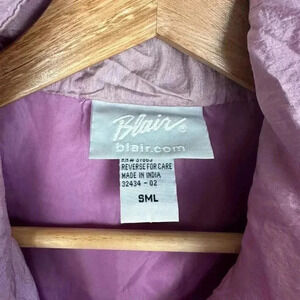 Blair®
blair.com
REVERSE FOR CARE
MADE IN INDIA
32434 - 02
SML